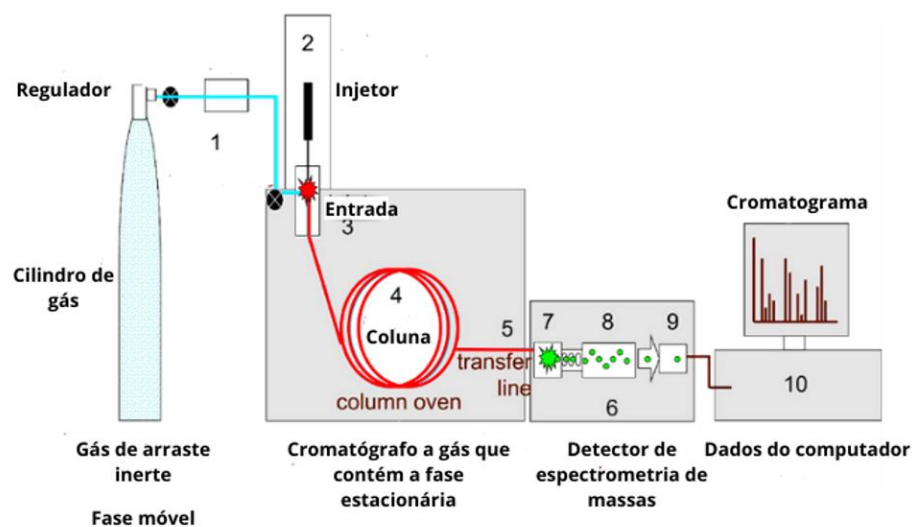 2
Regulador
Injetor
1
Entrada
3
Cromatograma
Cilindro de
gás
4
Coluna
5
7
8
9
transfer
line
column oven
6
10
Gás de arraste
inerte
Cromatógrafo a gás que
contém a fase
estacionária
Detector de
espectrometria de
massas
Dados do computador
Fase móvel